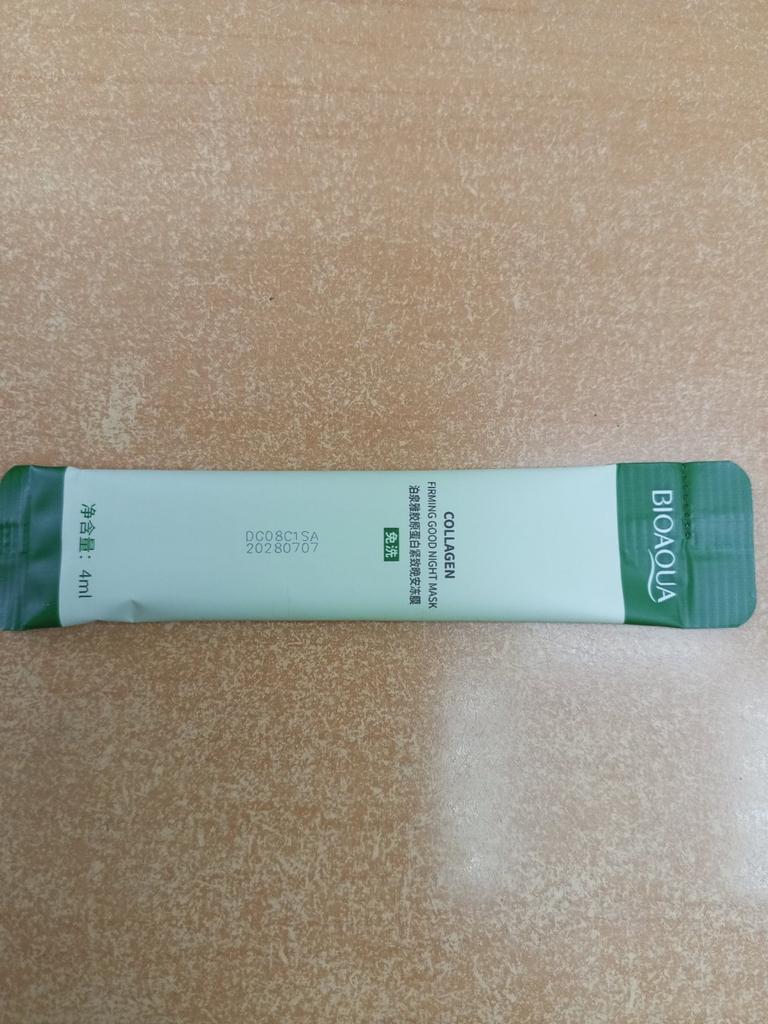 BIOAQUA
COLLAGEN
FIRMING GOOD NIGHT MASK
泊泉雅胶原蛋白紧致晚安冻膜
免洗
DG08C1SA
20280707
净含量：4ml